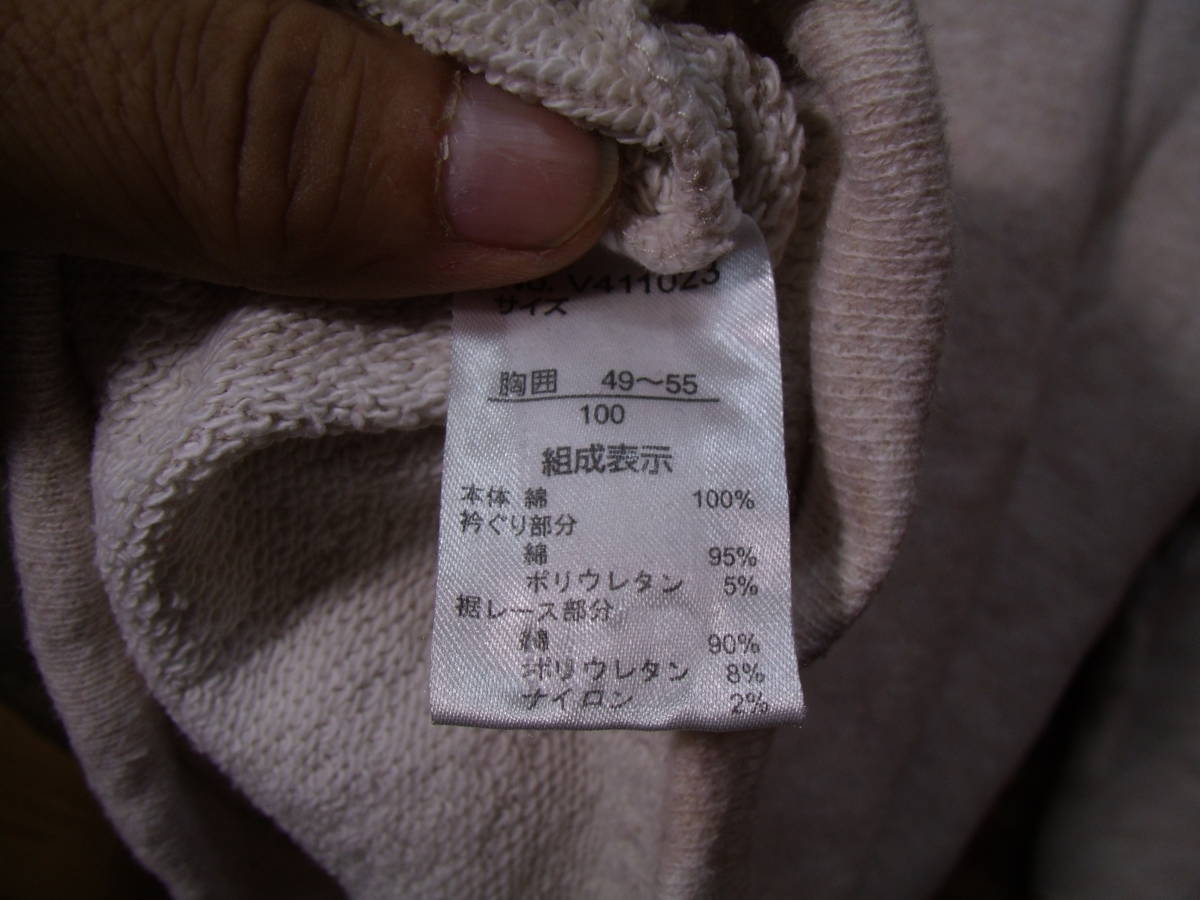 No. V411023
サイズ
胸囲 49～55
100
組成表示
本体 綿 100%
衿ぐり部分
綿 95%
ポリウレタン 5%
裾レース部分
綿 90%
ポリウレタン 8%
ナイロン 2%